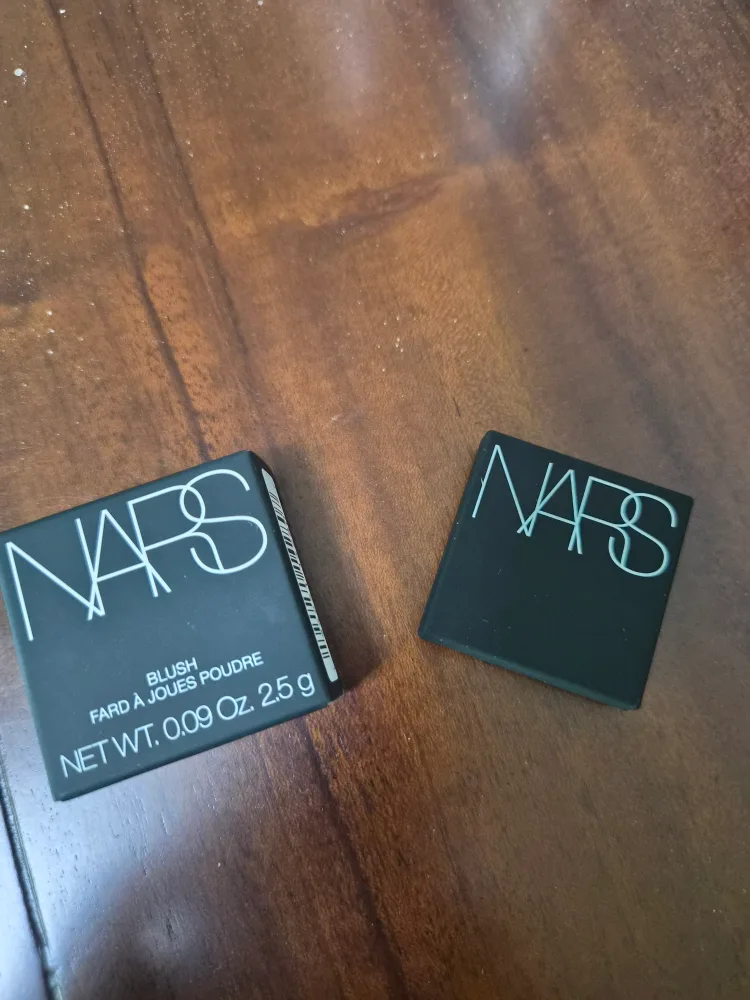 NARS
BLUSH
FARD À JOUES POUDRE
NET WT. 0.09 Oz. 2.5 g
NARS